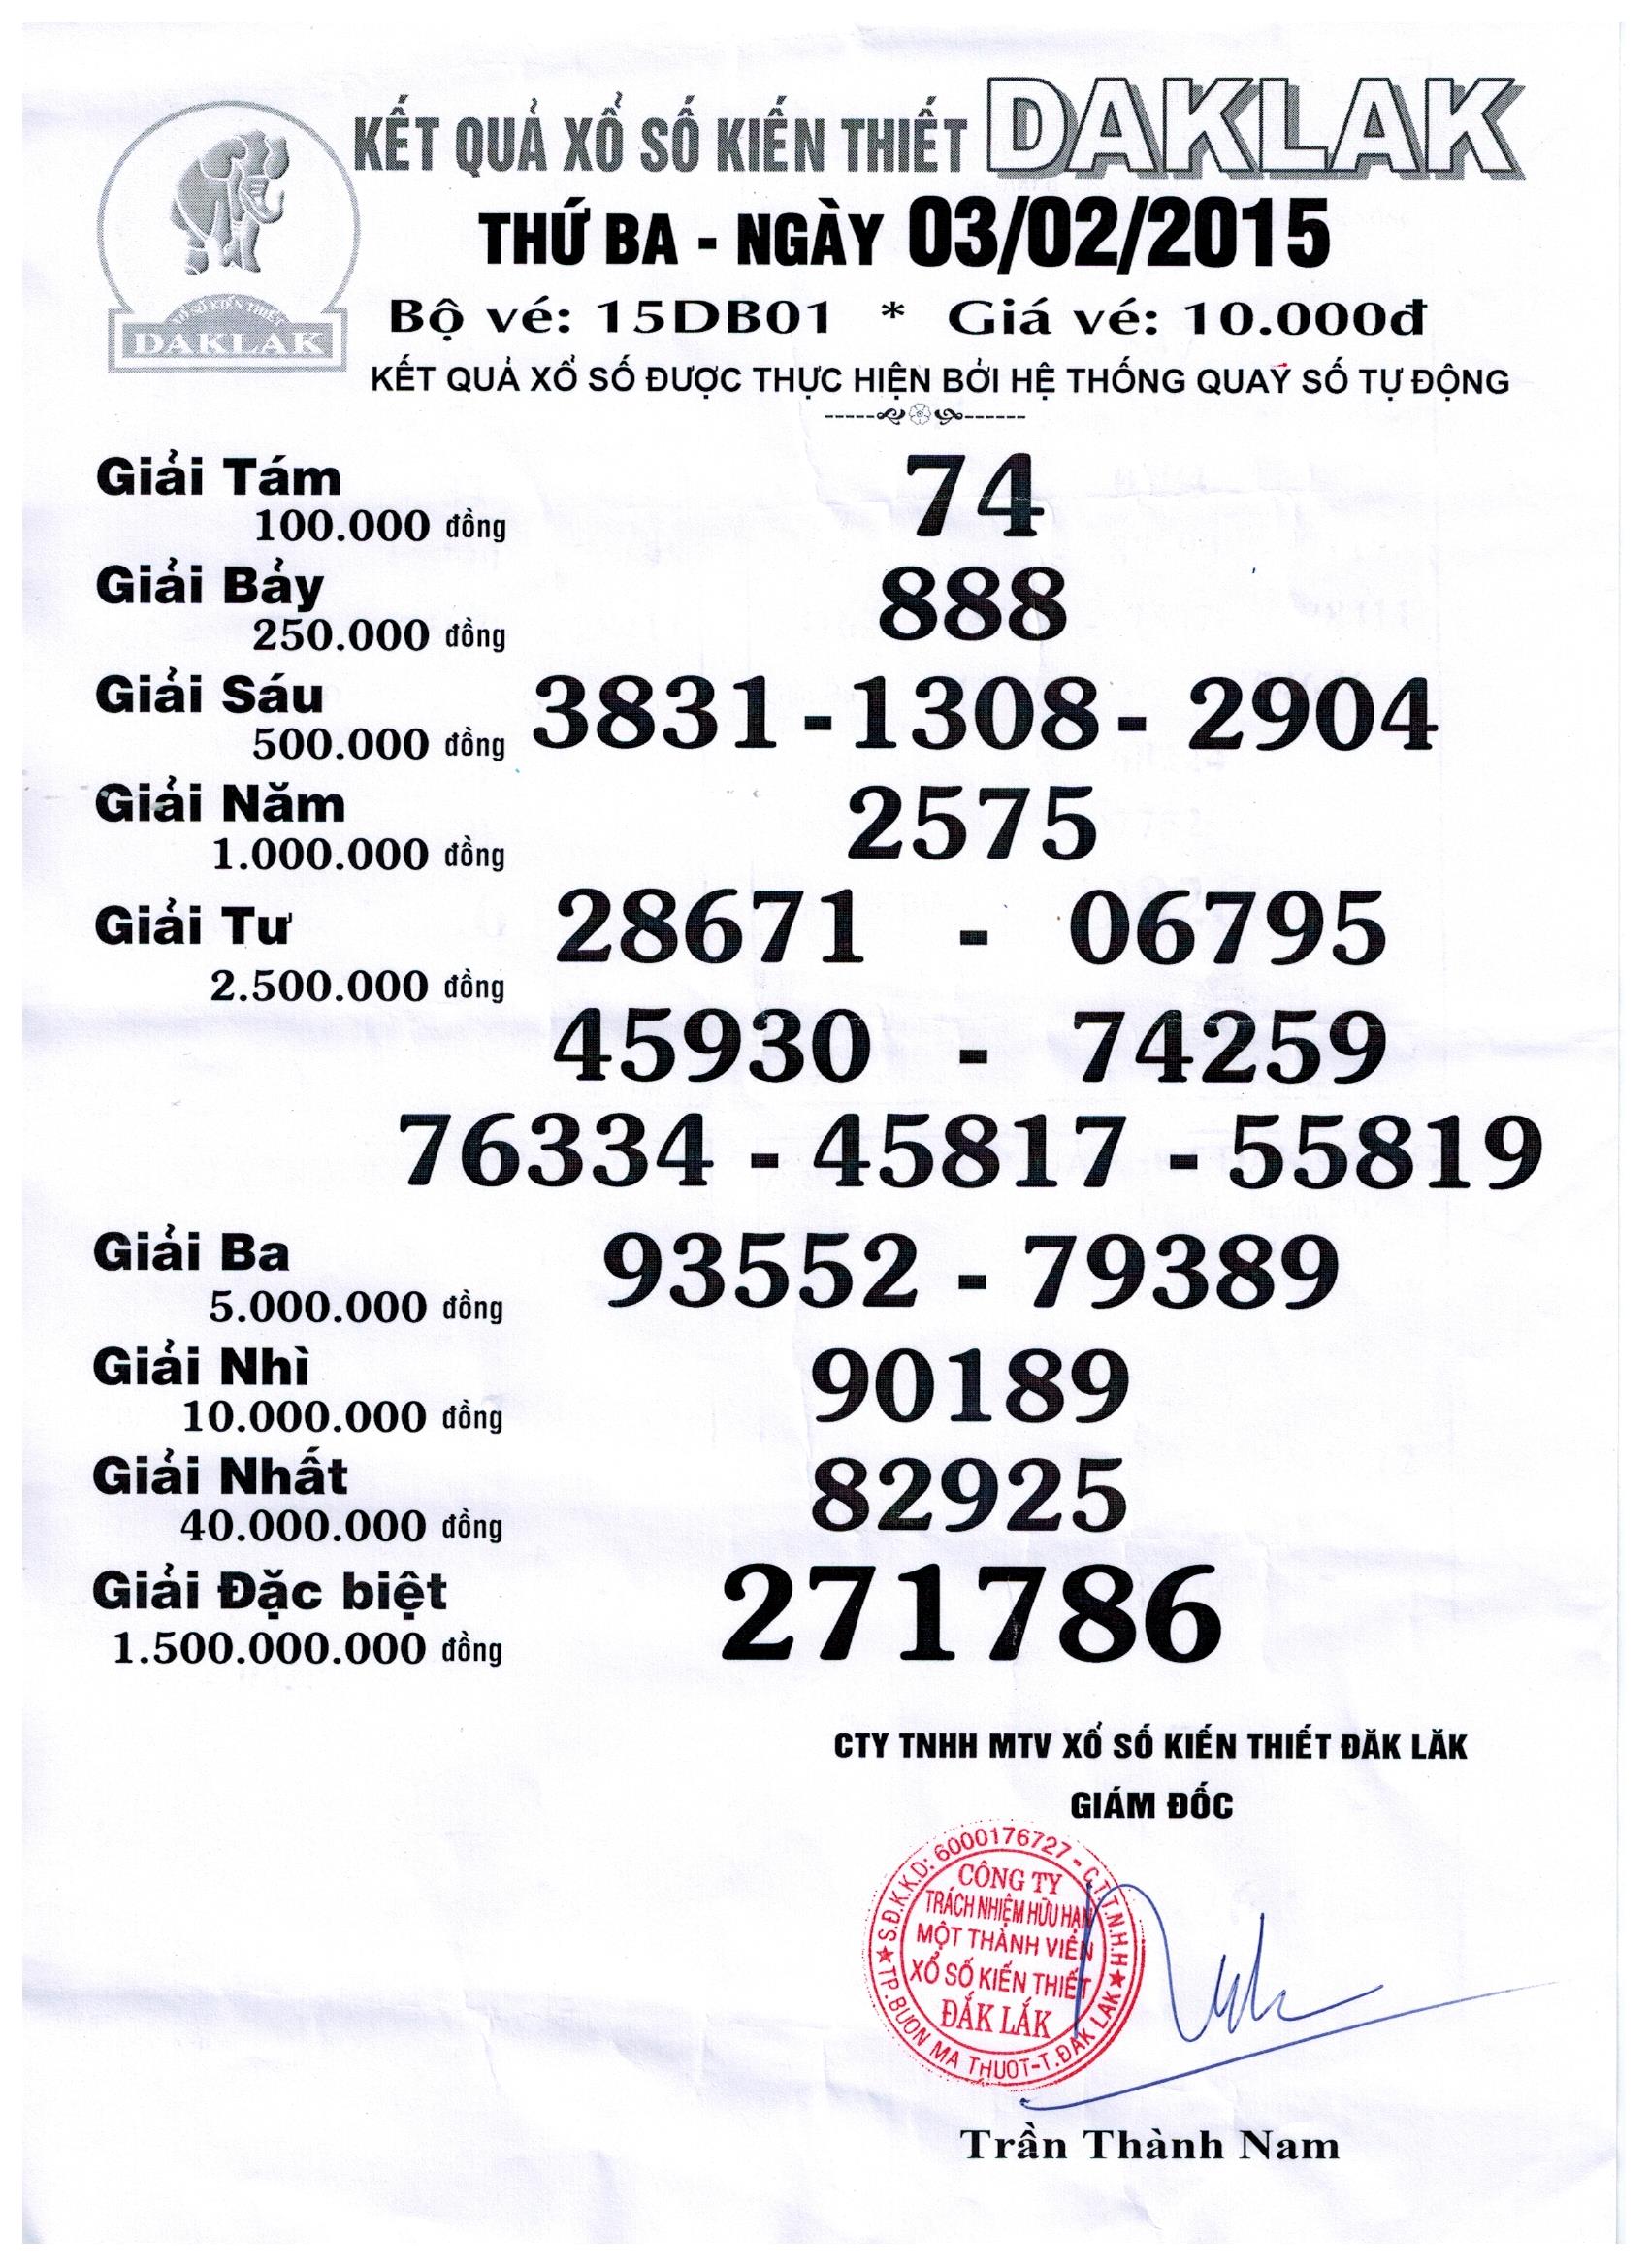 KẾT QUẢ XỔ SỐ KIẾN THIẾT DAKLAK
THỨ BA - NGÀY 03/02/2015
XỔ SỐ KIẾN THIẾT
DAKLAK
Bộ vé: 15DB01 * Giá vé: 10.000đ
KẾT QUẢ XỔ SỐ ĐƯỢC THỰC HIỆN BỞI HỆ THỐNG QUAY SỐ TỰ ĐỘNG
Giải Tám 74
100.000 đồng
Giải Bảy 888
250.000 đồng
Giải Sáu 3831 - 1308 - 2904
500.000 đồng
Giải Năm 2575
1.000.000 đồng
Giải Tư 28671 - 06795
2.500.000 đồng
45930 - 74259
76334 - 45817 - 55819
Giải Ba 93552 - 79389
5.000.000 đồng
Giải Nhì 90189
10.000.000 đồng
Giải Nhất 82925
40.000.000 đồng
Giải Đặc biệt 271786
1.500.000.000 đồng
CTY TNHH MTV XỔ SỐ KIẾN THIẾT ĐĂK LĂK
GIÁM ĐỐC
S.Đ.K.K.D: 6000176727 - C.T.T.N.H.H
CÔNG TY
TRÁCH NHIỆM HỮU HẠN
MỘT THÀNH VIÊN
XỔ SỐ KIẾN THIẾT
ĐẮK LẮK
TP.BUON MA THUOT-T.ĐAK LAK
Trần Thành Nam